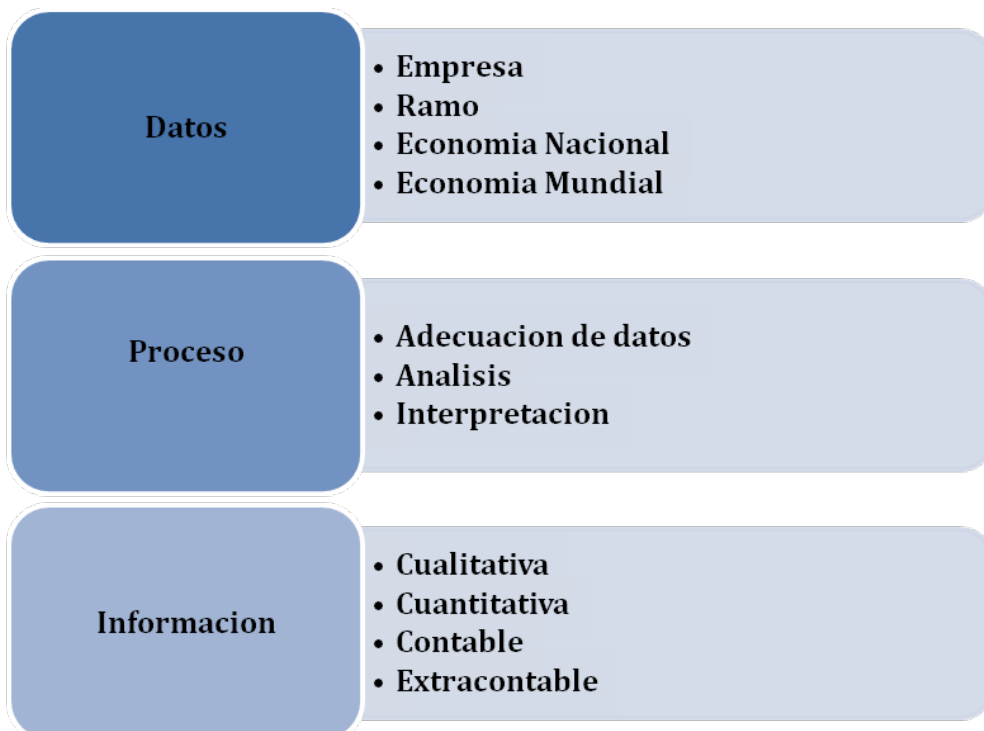 Datos
• Empresa
• Ramo
• Economia Nacional
• Economia Mundial
Proceso
• Adecuacion de datos
• Analisis
• Interpretacion
Informacion
• Cualitativa
• Cuantitativa
• Contable
• Extracontable